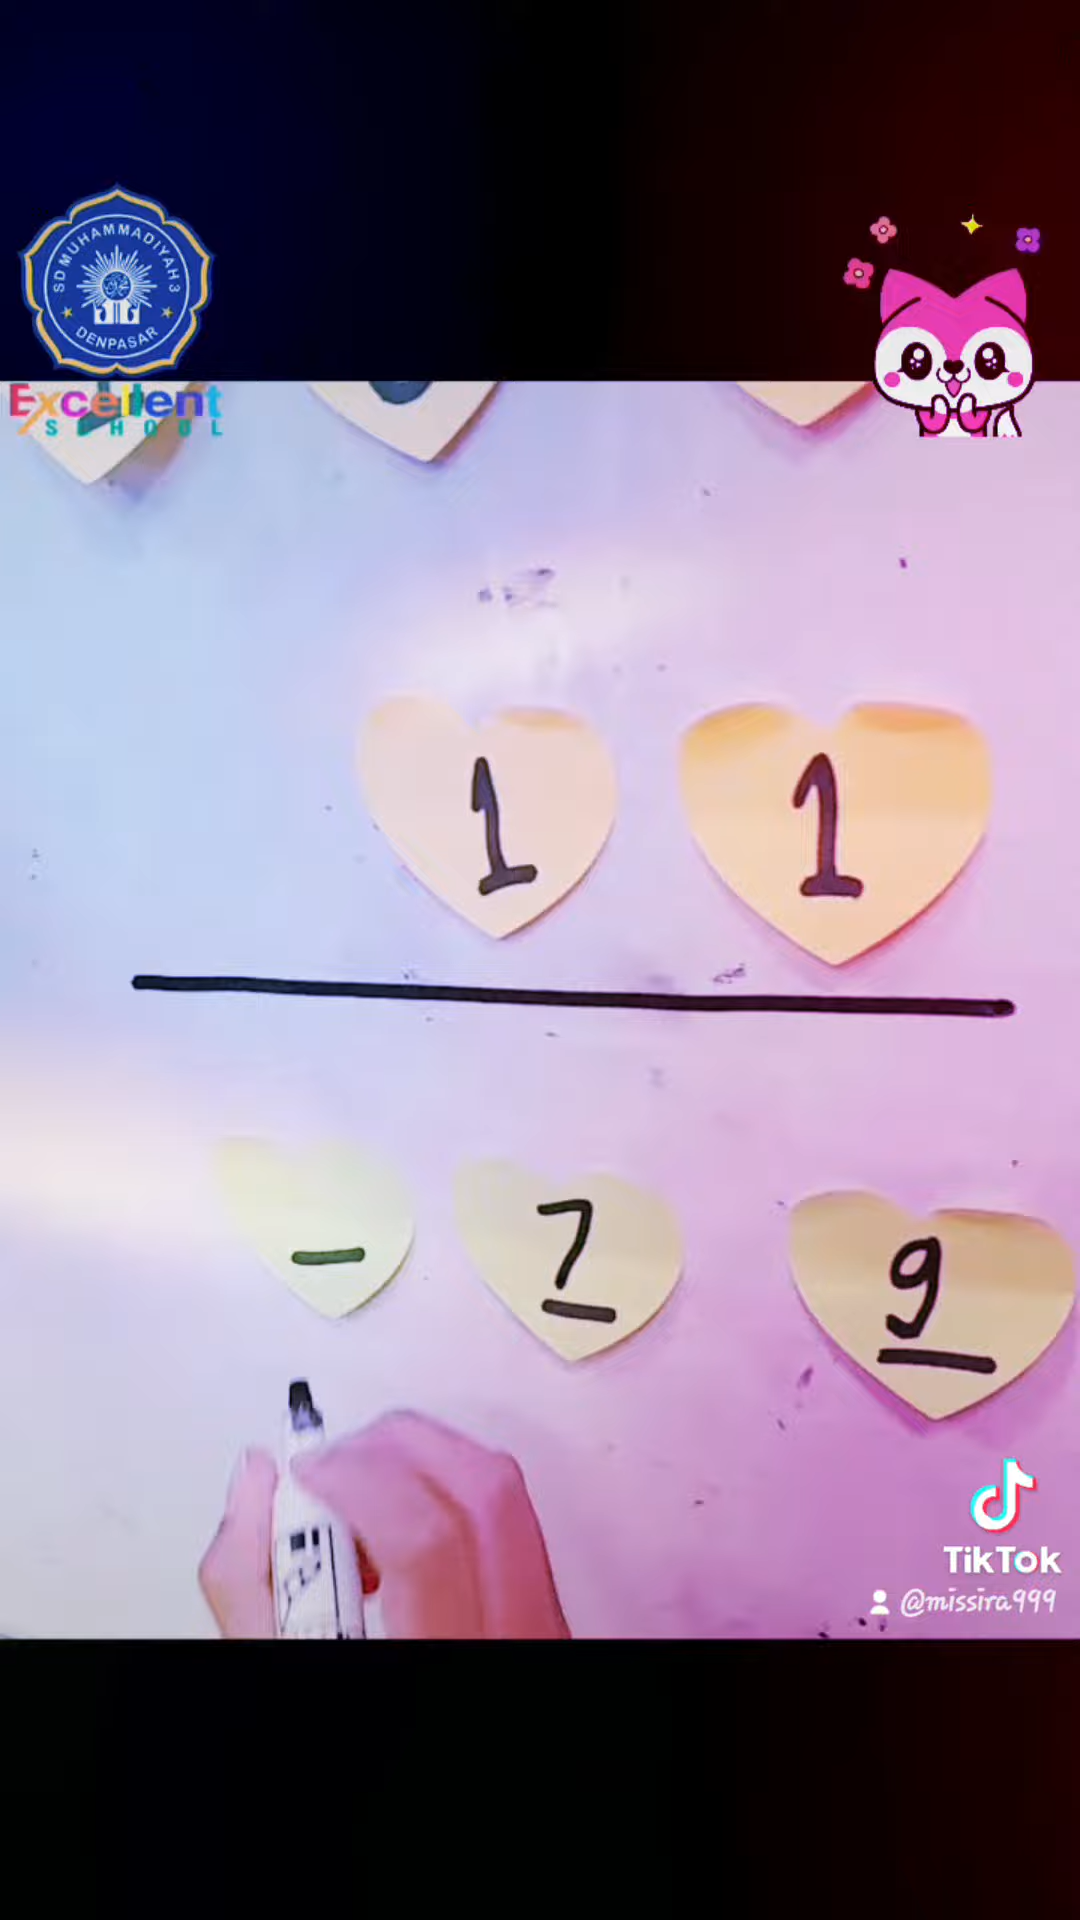 SD MUHAMMADIYAH 3
DENPASAR
Excellent
SCHOOL
1 1
- 7 9
TikTok
@missira999